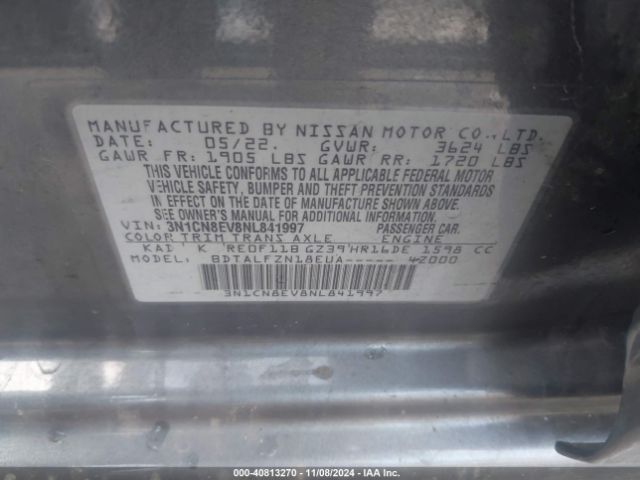 MANUFACTURED BY NISSAN MOTOR CO., LTD.
DATE: 05/22. GVWR: 3624 LBS
GAWR FR: 1905 LBS GAWR RR: 1720 LBS
THIS VEHICLE CONFORMS TO ALL APPLICABLE FEDERAL MOTOR
VEHICLE SAFETY, BUMPER AND THEFT PREVENTION STANDARDS
IN EFFECT ON THE DATE OF MANUFACTURE SHOWN ABOVE.
SEE OWNER'S MANUAL FOR ADDITIONAL INFORMATION
VIN: 3N1CN8EV8NL841997 PASSENGER CAR
COLOR TRIM TRANS AXLE ENGINE
KAD K RE0F11B GZ39 HR16DE 1598 CC
MODEL: BDTALFZN18EUA----- 4Z000
3N1CN8EV8NL841997
000-40813270 - 11/08/2024 - IAA Inc.